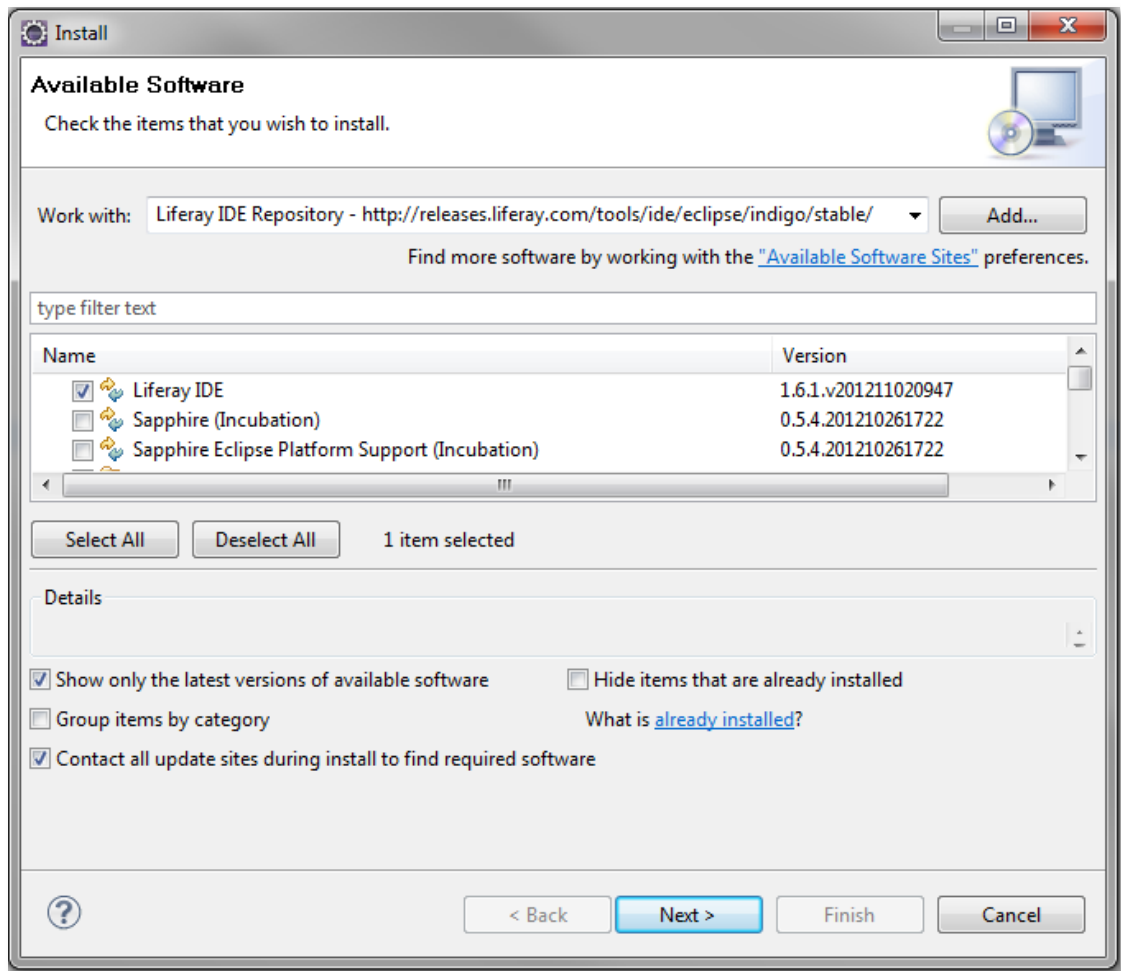 Install
Available Software
Check the items that you wish to install.
Work with: Liferay IDE Repository - http://releases.liferay.com/tools/ide/eclipse/indigo/stable/ Add...
Find more software by working with the "Available Software Sites" preferences.
type filter text
Name Version
Liferay IDE 1.6.1.v201211020947
Sapphire (Incubation) 0.5.4.201210261722
Sapphire Eclipse Platform Support (Incubation) 0.5.4.201210261722
Select All Deselect All 1 item selected
Details
Show only the latest versions of available software Hide items that are already installed
Group items by category What is already installed?
Contact all update sites during install to find required software
< Back Next > Finish Cancel